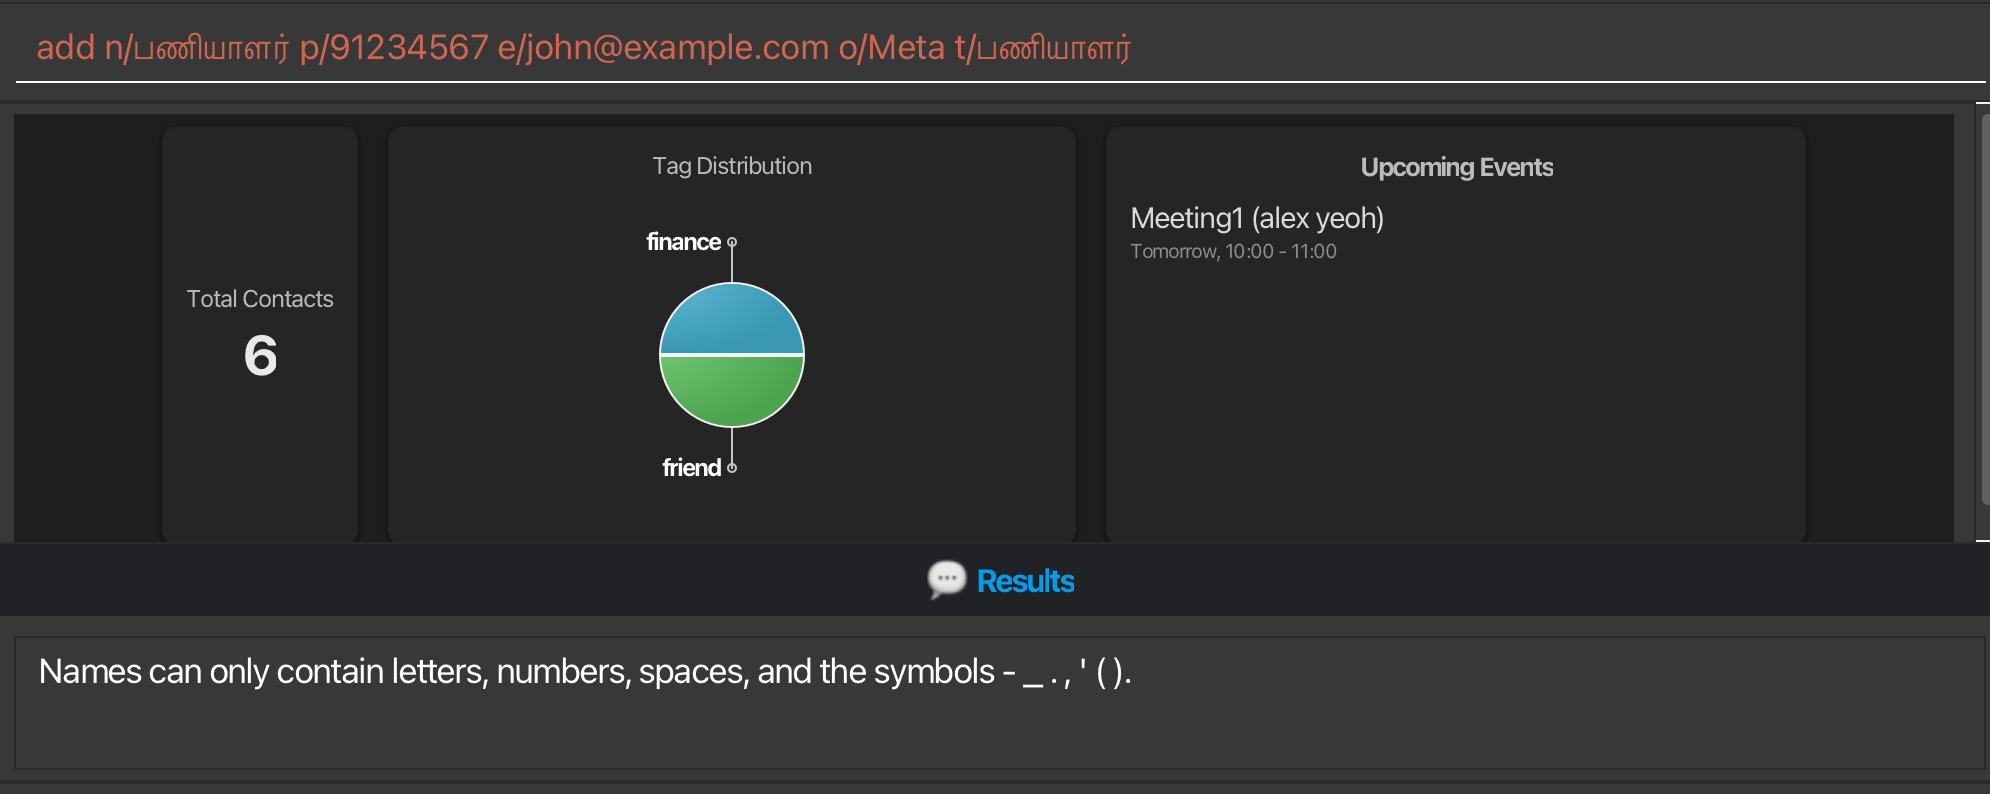 add n/பணியாளர் p/91234567 e/john@example.com o/Meta t/பணியாளர்
Total Contacts
6
Tag Distribution
finance
friend
Upcoming Events
Meeting1 (alex yeoh)
Tomorrow, 10:00 - 11:00
Results
Names can only contain letters, numbers, spaces, and the symbols - _ . , ' ( ).